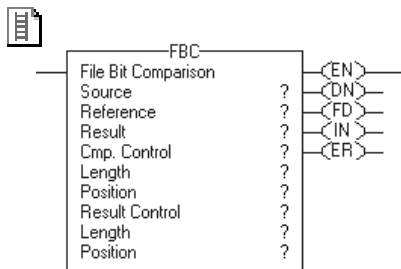 FBC
File Bit Comparison (EN)
Source ? (DN)
Reference ? (FD)
Result ? (IN)
Cmp. Control ? (ER)
Length ?
Position ?
Result Control ?
Length ?
Position ?